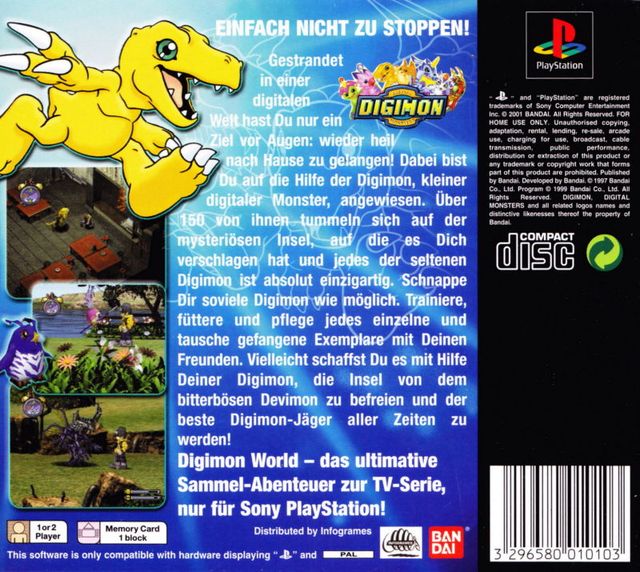 EINFACH NICHT ZU STOPPEN!
Gestrandet
in einer
digitalen
Welt hast Du nur ein
Ziel vor Augen: wieder heil
nach Hause zu gelangen! Dabei bist
Du auf die Hilfe der Digimon, kleiner
digitaler Monster, angewiesen. Über
150 von ihnen tummeln sich auf der
mysteriösen Insel, auf die es Dich
verschlagen hat und jedes der seltenen
Digimon ist absolut einzigartig. Schnappe
Dir soviele Digimon wie möglich. Trainiere,
füttere und pflege jedes einzelne und
tausche gefangene Exemplare mit Deinen
Freunden. Vielleicht schaffst Du es mit Hilfe
Deiner Digimon, die Insel von dem
bitterbösen Devimon zu befreien und der
beste Digimon-Jäger aller Zeiten zu
werden!
Digimon World – das ultimative
Sammel-Abenteuer zur TV-Serie,
nur für Sony PlayStation!
DIGIMON
1 or 2
Player
Memory Card
1 block
Distributed by Infogrames
BAN
DAI
This software is only compatible with hardware displaying " " and PAL
PlayStation
" " and "PlayStation" are registered
trademarks of Sony Computer Entertainment
Inc. © 2001 BANDAI. All Rights Reserved. FOR
HOME USE ONLY. Unauthorised copying,
adaptation, rental, lending, re-sale, arcade
use, charging for use, broadcast, cable
transmission, public performance,
distribution or extraction of this product or
any trademark or copyright work that forms
part of this product are prohibited. Published
by Bandai. Developed by Bandai. © 1997 Bandai
Co., Ltd. Program © 1999 Bandai Co., Ltd. All
Rights Reserved. DIGIMON, DIGITAL
MONSTERS and all related logos names and
distinctive likenesses thereof the property of
Bandai.
COMPACT
disc
3 296580 010103